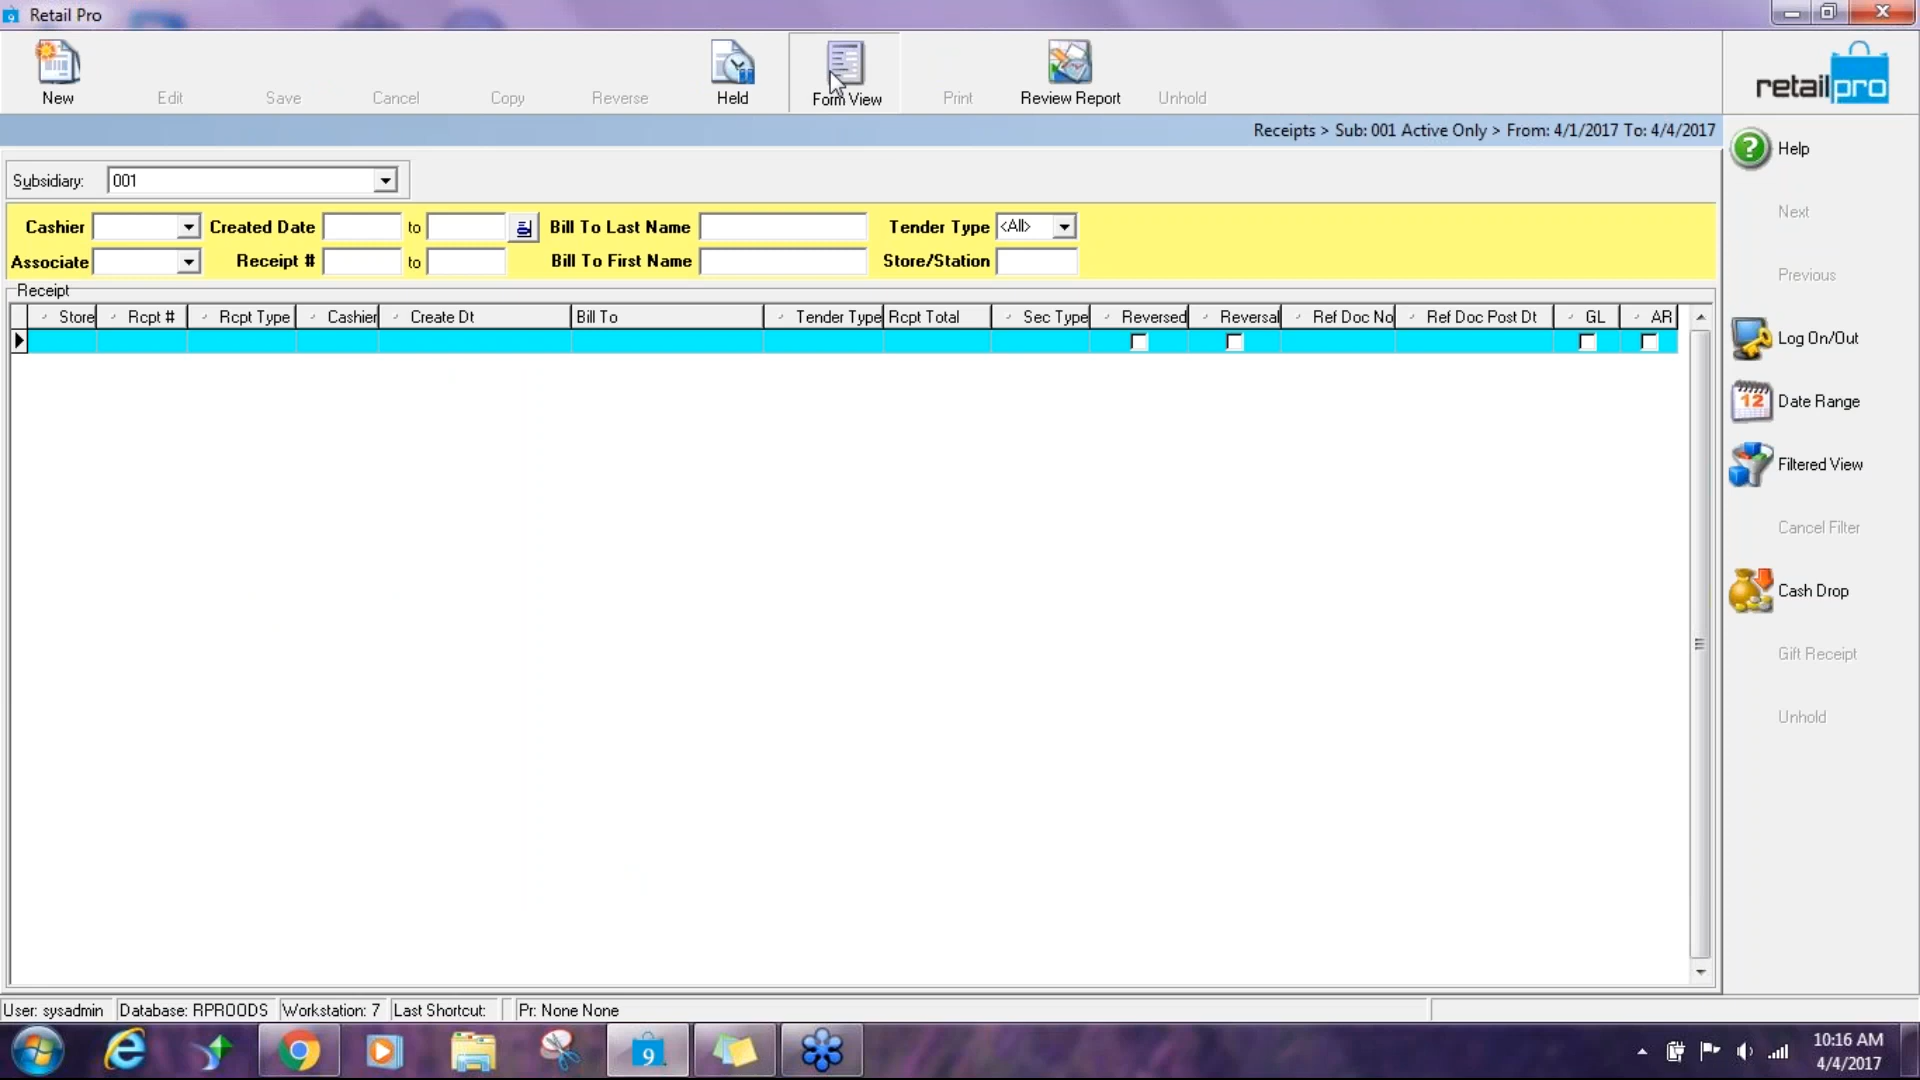 Retail Pro
New
Edit
Save
Cancel
Copy
Reverse
Held
Form View
Print
Review Report
Unhold
retailpro
Receipts > Sub: 001 Active Only > From: 4/1/2017 To: 4/4/2017
Subsidiary: 001
Cashier Created Date to Bill To Last Name Tender Type <All>
Associate Receipt # to Bill To First Name Store/Station
Receipt
Store Rcpt # Rcpt Type Cashier Create Dt Bill To Tender Type Rcpt Total Sec Type Reversed Reversal Ref Doc No Ref Doc Post Dt GL AR
Help
Next
Previous
Log On/Out
12
Date Range
Filtered View
Cancel Filter
Cash Drop
Gift Receipt
Unhold
User: sysadmin Database: RPROODS Workstation: 7 Last Shortcut: Pr: None None
9
10:16 AM
4/4/2017